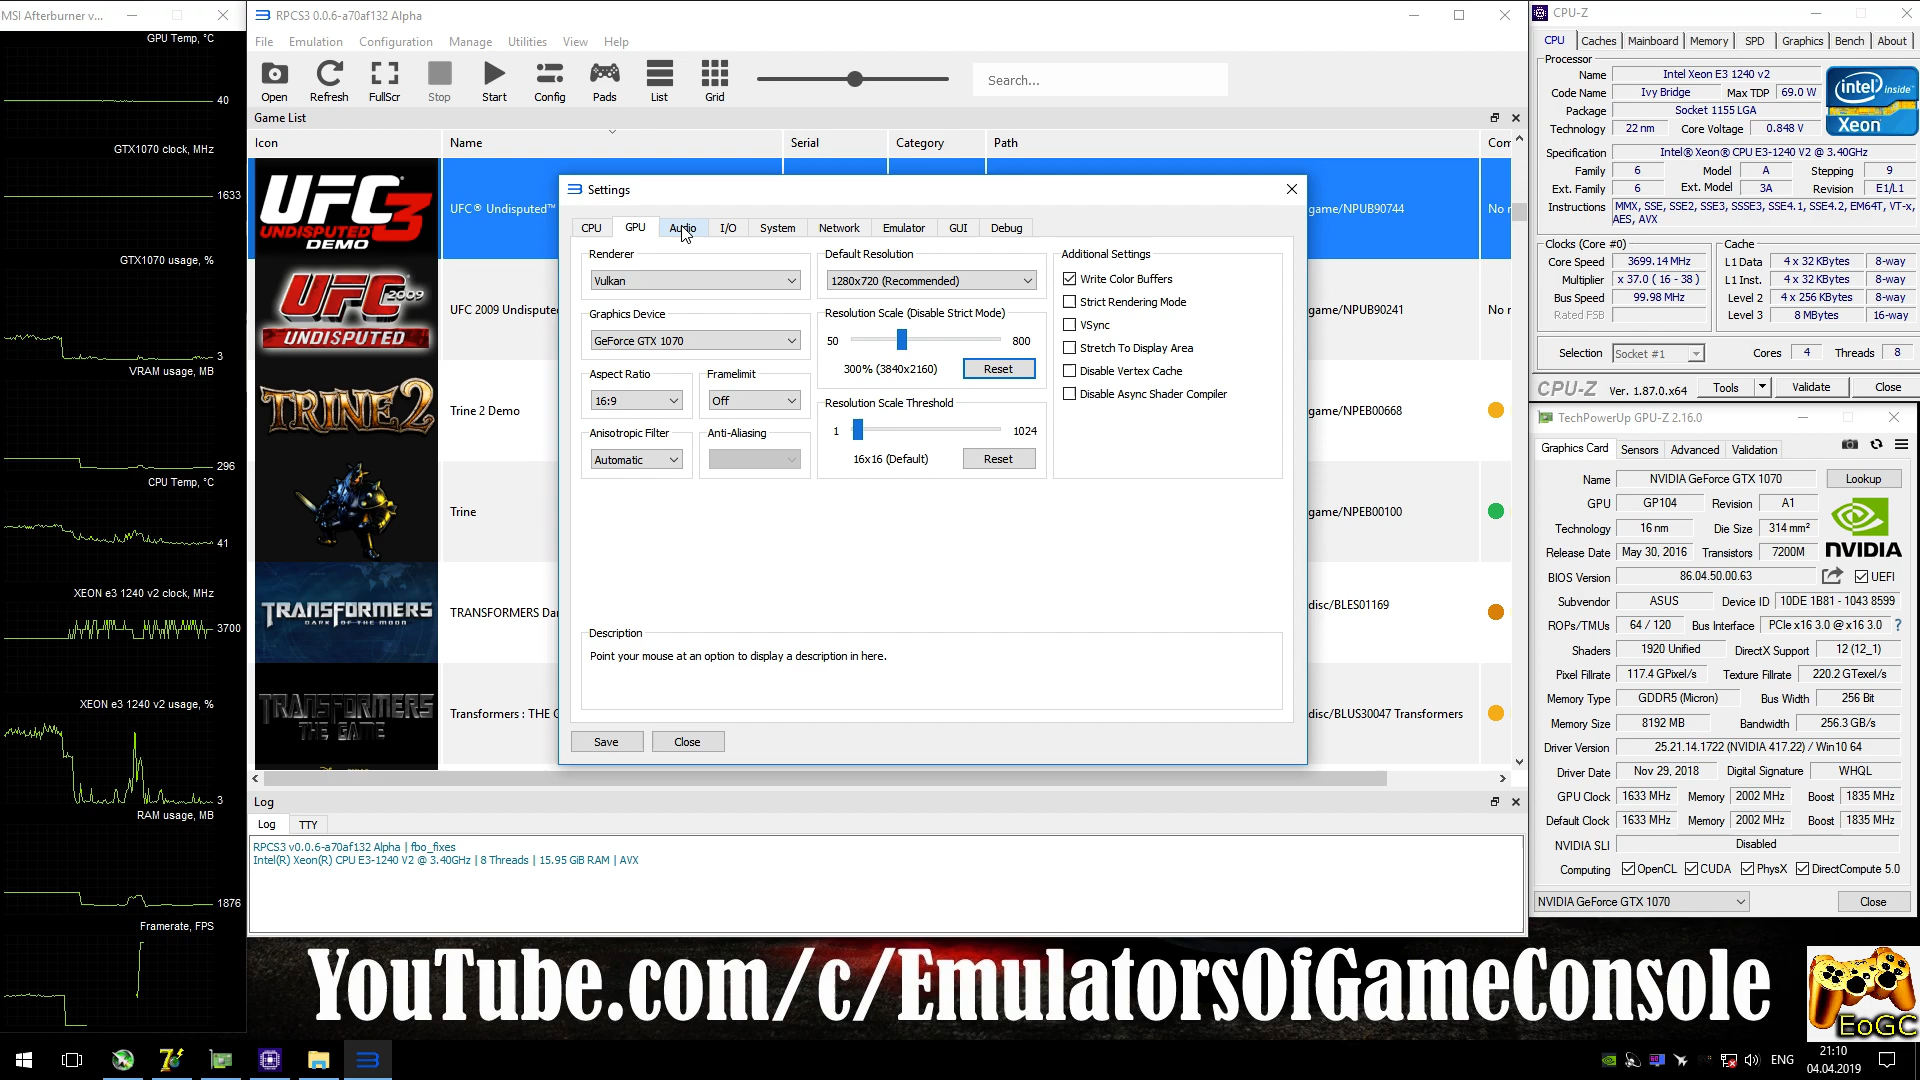 MSI Afterburner v...
GPU Temp, °C
40
GTX1070 clock, MHz
1633
GTX1070 usage, %
3
VRAM usage, MB
296
CPU Temp, °C
41
XEON e3 1240 v2 clock, MHz
3700
XEON e3 1240 v2 usage, %
3
RAM usage, MB
1876
Framerate, FPS
RPCS3 0.0.6-a70af132 Alpha
File Emulation Configuration Manage Utilities View Help
Open Refresh FullScr Stop Start Config Pads List Grid
Search...
Game List
Icon Name Serial Category Path Com
UFC 3
UNDISPUTED
DEMO
UFC® Undisputed™
game/NPUB90744
No r
UFC 2009
UNDISPUTED
UFC 2009 Undispute
game/NPUB90241
No r
TRINE 2
Trine 2 Demo
game/NPEB00668
Trine
game/NPEB00100
TRANSFORMERS
DARK OF THE MOON
TRANSFORMERS Da
disc/BLES01169
TRANSFORMERS
THE GAME
Transformers : THE G
disc/BLUS30047 Transformers
Settings
CPU GPU Audio I/O System Network Emulator GUI Debug
Renderer
Vulkan
Graphics Device
GeForce GTX 1070
Aspect Ratio Framelimit
16:9 Off
Anisotropic Filter Anti-Aliasing
Automatic
Default Resolution
1280x720 (Recommended)
Resolution Scale (Disable Strict Mode)
50 800
300% (3840x2160) Reset
Resolution Scale Threshold
1 1024
16x16 (Default) Reset
Additional Settings
Write Color Buffers
Strict Rendering Mode
VSync
Stretch To Display Area
Disable Vertex Cache
Disable Async Shader Compiler
Description
Point your mouse at an option to display a description in here.
Save Close
Log
Log TTY
RPCS3 v0.0.6-a70af132 Alpha | fbo_fixes
Intel(R) Xeon(R) CPU E3-1240 V2 @ 3.40GHz | 8 Threads | 15.95 GiB RAM | AVX
CPU-Z
CPU Caches Mainboard Memory SPD Graphics Bench About
Processor
Name Intel Xeon E3 1240 v2
Code Name Ivy Bridge Max TDP 69.0 W
Package Socket 1155 LGA
Technology 22 nm Core Voltage 0.848 V
intel inside™
Xeon
Specification Intel® Xeon® CPU E3-1240 V2 @ 3.40GHz
Family 6 Model A Stepping 9
Ext. Family 6 Ext. Model 3A Revision E1/L1
Instructions MMX, SSE, SSE2, SSE3, SSSE3, SSE4.1, SSE4.2, EM64T, VT-x,
AES, AVX
Clocks (Core #0) Cache
Core Speed 3699.14 MHz L1 Data 4 x 32 KBytes 8-way
Multiplier x 37.0 ( 16 - 38 ) L1 Inst. 4 x 32 KBytes 8-way
Bus Speed 99.98 MHz Level 2 4 x 256 KBytes 8-way
Rated FSB Level 3 8 MBytes 16-way
Selection Socket #1 Cores 4 Threads 8
CPU-Z Ver. 1.87.0.x64 Tools Validate Close
TechPowerUp GPU-Z 2.16.0
Graphics Card Sensors Advanced Validation
Name NVIDIA GeForce GTX 1070 Lookup
GPU GP104 Revision A1
Technology 16 nm Die Size 314 mm²
Release Date May 30, 2016 Transistors 7200M
NVIDIA
BIOS Version 86.04.50.00.63 UEFI
Subvendor ASUS Device ID 10DE 1B81 - 1043 8599
ROPs/TMUs 64 / 120 Bus Interface PCIe x16 3.0 @ x16 3.0 ?
Shaders 1920 Unified DirectX Support 12 (12_1)
Pixel Fillrate 117.4 GPixel/s Texture Fillrate 220.2 GTexel/s
Memory Type GDDR5 (Micron) Bus Width 256 Bit
Memory Size 8192 MB Bandwidth 256.3 GB/s
Driver Version 25.21.14.1722 (NVIDIA 417.22) / Win10 64
Driver Date Nov 29, 2018 Digital Signature WHQL
GPU Clock 1633 MHz Memory 2002 MHz Boost 1835 MHz
Default Clock 1633 MHz Memory 2002 MHz Boost 1835 MHz
NVIDIA SLI Disabled
Computing OpenCL CUDA PhysX DirectCompute 5.0
NVIDIA GeForce GTX 1070 Close
YouTube.com/c/EmulatorsOfGameConsole
EoGC
ENG
21:10
04.04.2019